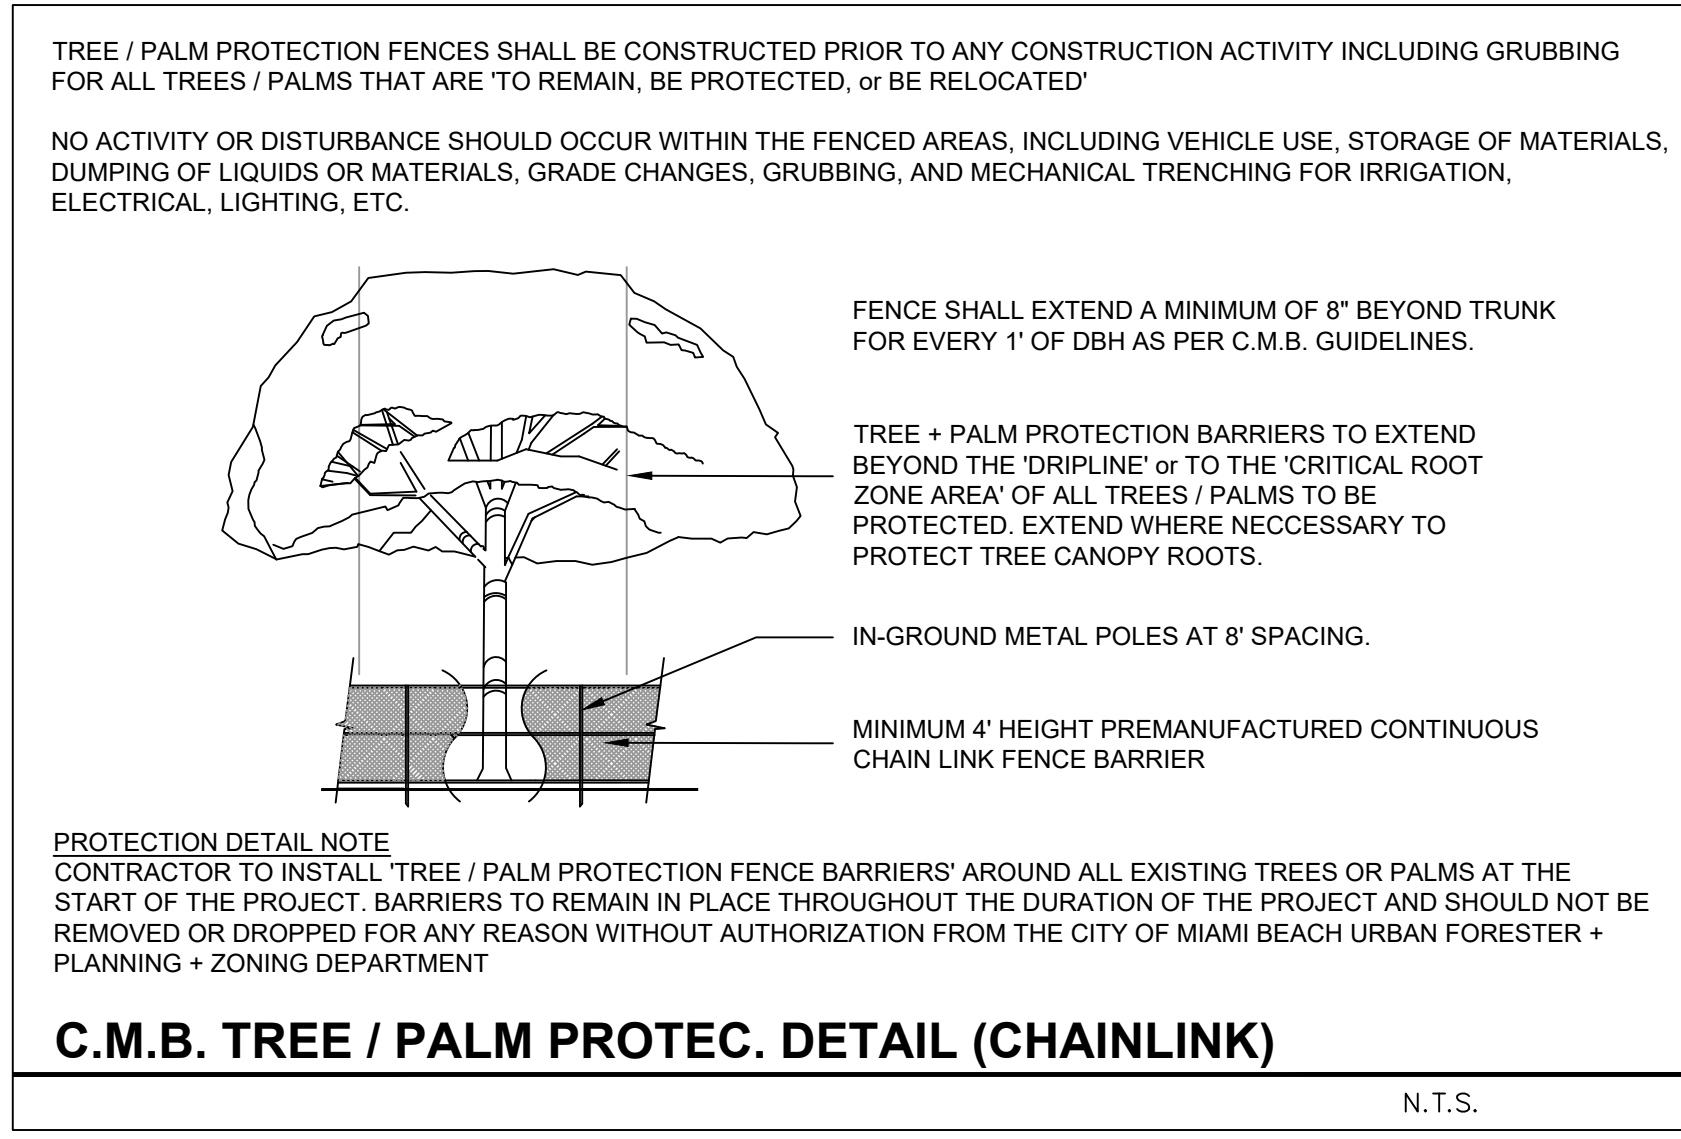 TREE / PALM PROTECTION FENCES SHALL BE CONSTRUCTED PRIOR TO ANY CONSTRUCTION ACTIVITY INCLUDING GRUBBING
FOR ALL TREES / PALMS THAT ARE 'TO REMAIN, BE PROTECTED, or BE RELOCATED'
NO ACTIVITY OR DISTURBANCE SHOULD OCCUR WITHIN THE FENCED AREAS, INCLUDING VEHICLE USE, STORAGE OF MATERIALS,
DUMPING OF LIQUIDS OR MATERIALS, GRADE CHANGES, GRUBBING, AND MECHANICAL TRENCHING FOR IRRIGATION,
ELECTRICAL, LIGHTING, ETC.
FENCE SHALL EXTEND A MINIMUM OF 8" BEYOND TRUNK
FOR EVERY 1' OF DBH AS PER C.M.B. GUIDELINES.
TREE + PALM PROTECTION BARRIERS TO EXTEND
BEYOND THE 'DRIPLINE' or TO THE 'CRITICAL ROOT
ZONE AREA' OF ALL TREES / PALMS TO BE
PROTECTED. EXTEND WHERE NECCESSARY TO
PROTECT TREE CANOPY ROOTS.
IN-GROUND METAL POLES AT 8' SPACING.
MINIMUM 4' HEIGHT PREMANUFACTURED CONTINUOUS
CHAIN LINK FENCE BARRIER
PROTECTION DETAIL NOTE
CONTRACTOR TO INSTALL 'TREE / PALM PROTECTION FENCE BARRIERS' AROUND ALL EXISTING TREES OR PALMS AT THE
START OF THE PROJECT. BARRIERS TO REMAIN IN PLACE THROUGHOUT THE DURATION OF THE PROJECT AND SHOULD NOT BE
REMOVED OR DROPPED FOR ANY REASON WITHOUT AUTHORIZATION FROM THE CITY OF MIAMI BEACH URBAN FORESTER +
PLANNING + ZONING DEPARTMENT
C.M.B. TREE / PALM PROTEC. DETAIL (CHAINLINK)
N.T.S.